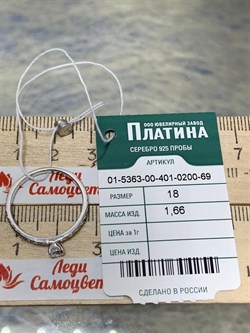 ООО ЮВЕЛИРНЫЙ ЗАВОД
ПЛАТИНА
СЕРЕБРО 925 ПРОБЫ
АРТИКУЛ
01-5363-00-401-0200-69
РАЗМЕР 18
МАССА ИЗД. 1,66
ЦЕНА за 1г
ЦЕНА ИЗД.
СДЕЛАНО В РОССИИ
Леди
Самоцвет
Леди
Самоцвет